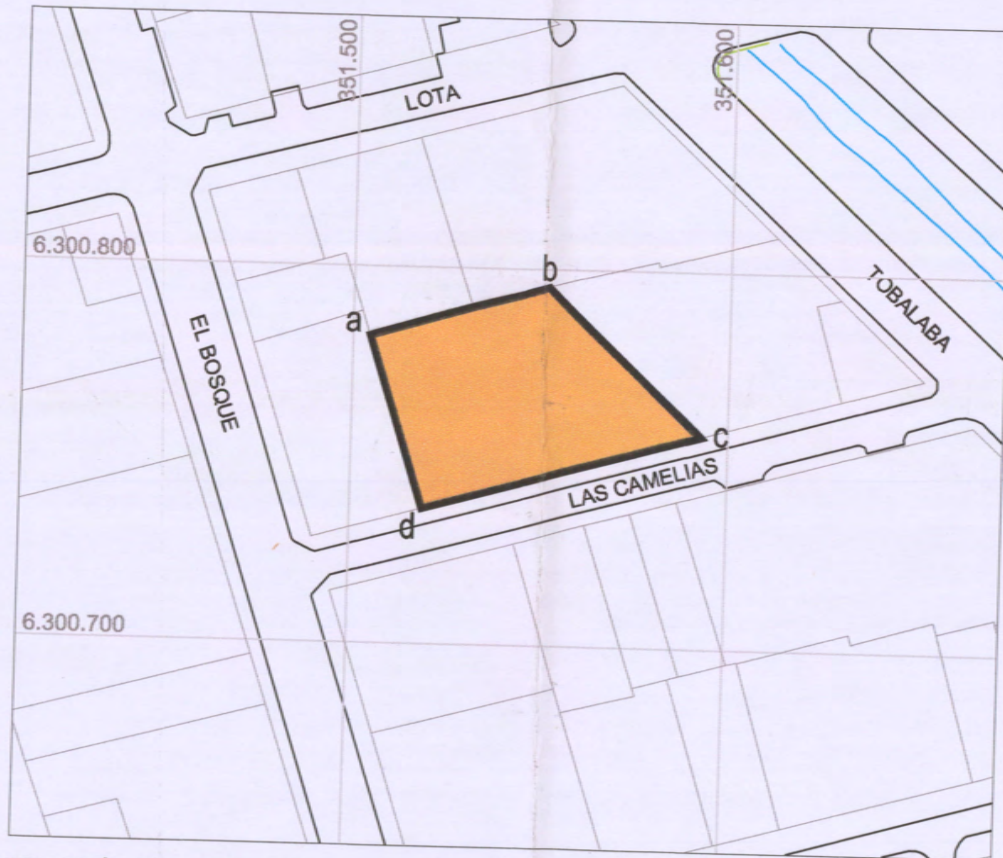 351.500
351.600
LOTA
6.300.800
b
TOBALABA
a
EL BOSQUE
c
LAS CAMELIAS
d
6.300.700